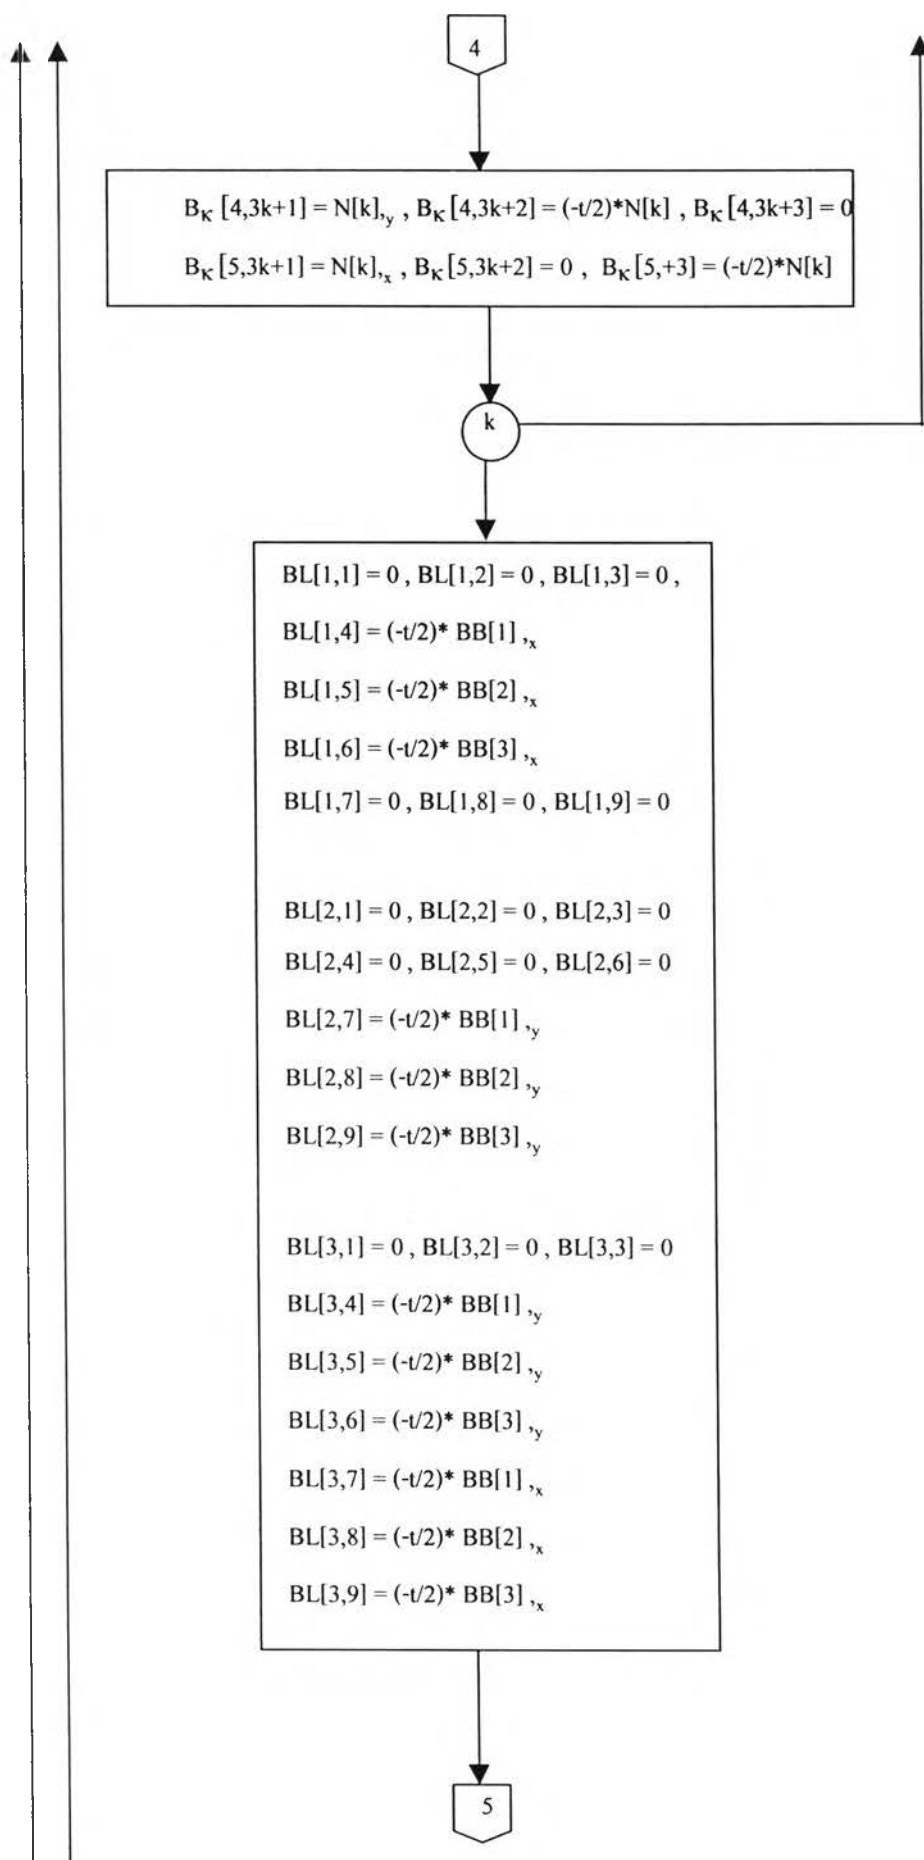 4
B_K [4,3k+1] = N[k],_y , B_K [4,3k+2] = (-t/2)*N[k] , B_K [4,3k+3] = 0
B_K [5,3k+1] = N[k],_x , B_K [5,3k+2] = 0 , B_K [5,+3] = (-t/2)*N[k]
k
BL[1,1] = 0 , BL[1,2] = 0 , BL[1,3] = 0 ,
BL[1,4] = (-t/2)* BB[1] ,_x
BL[1,5] = (-t/2)* BB[2] ,_x
BL[1,6] = (-t/2)* BB[3] ,_x
BL[1,7] = 0 , BL[1,8] = 0 , BL[1,9] = 0
BL[2,1] = 0 , BL[2,2] = 0 , BL[2,3] = 0
BL[2,4] = 0 , BL[2,5] = 0 , BL[2,6] = 0
BL[2,7] = (-t/2)* BB[1] ,_y
BL[2,8] = (-t/2)* BB[2] ,_y
BL[2,9] = (-t/2)* BB[3] ,_y
BL[3,1] = 0 , BL[3,2] = 0 , BL[3,3] = 0
BL[3,4] = (-t/2)* BB[1] ,_y
BL[3,5] = (-t/2)* BB[2] ,_y
BL[3,6] = (-t/2)* BB[3] ,_y
BL[3,7] = (-t/2)* BB[1] ,_x
BL[3,8] = (-t/2)* BB[2] ,_x
BL[3,9] = (-t/2)* BB[3] ,_x
5